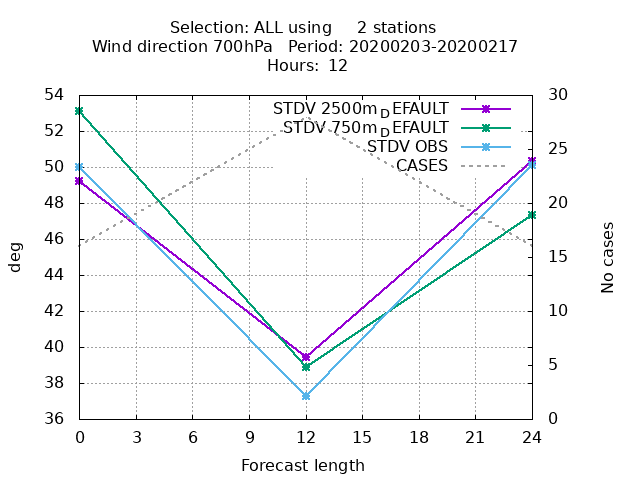 Selection: ALL using     2 stations
Wind direction 700hPa   Period: 20200203-20200217
Hours:  12
STDV 2500m_DEFAULT
STDV 750m_DEFAULT
STDV OBS
CASES
54
52
50
48
46
44
42
40
38
36
30
25
20
15
10
5
0
deg
No cases
0 3 6 9 12 15 18 21 24
Forecast length